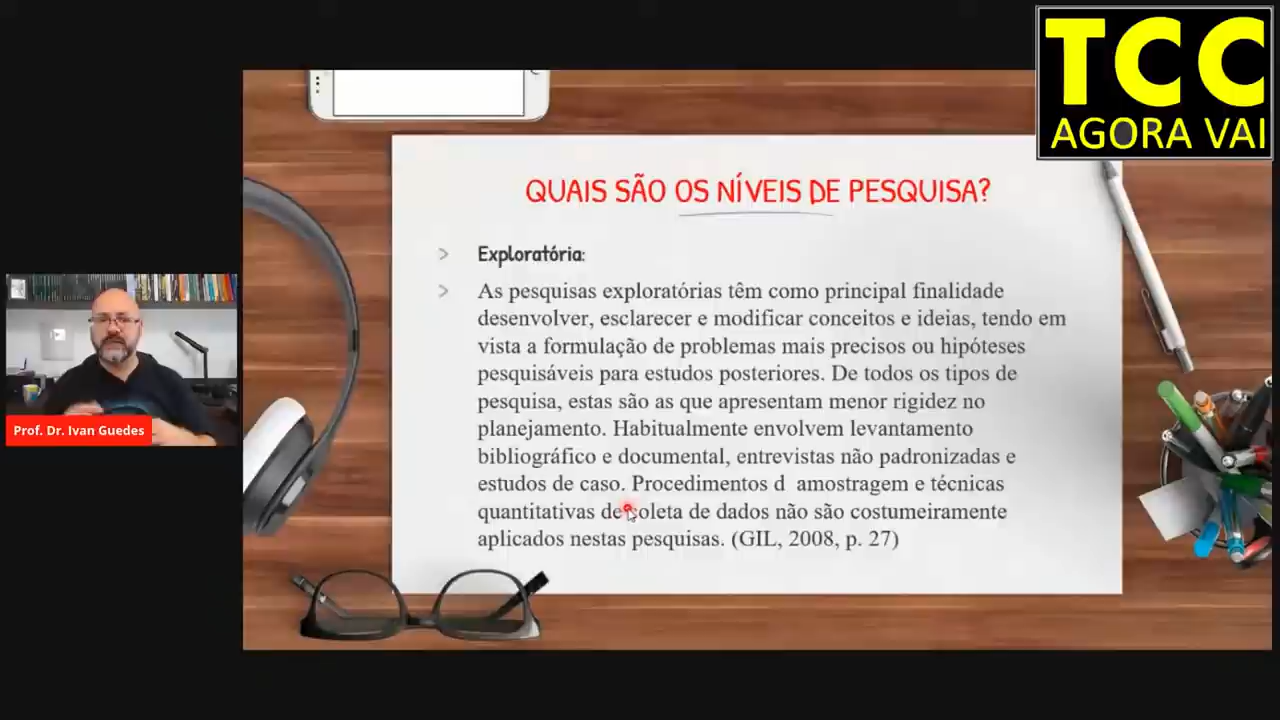 TCC
AGORA VAI
QUAIS SÃO OS NÍVEIS DE PESQUISA?
> Exploratória:
> As pesquisas exploratórias têm como principal finalidade
desenvolver, esclarecer e modificar conceitos e ideias, tendo em
vista a formulação de problemas mais precisos ou hipóteses
pesquisáveis para estudos posteriores. De todos os tipos de
pesquisa, estas são as que apresentam menor rigidez no
planejamento. Habitualmente envolvem levantamento
bibliográfico e documental, entrevistas não padronizadas e
estudos de caso. Procedimentos d amostragem e técnicas
quantitativas de coleta de dados não são costumeiramente
aplicados nestas pesquisas. (GIL, 2008, p. 27)
Prof. Dr. Ivan Guedes